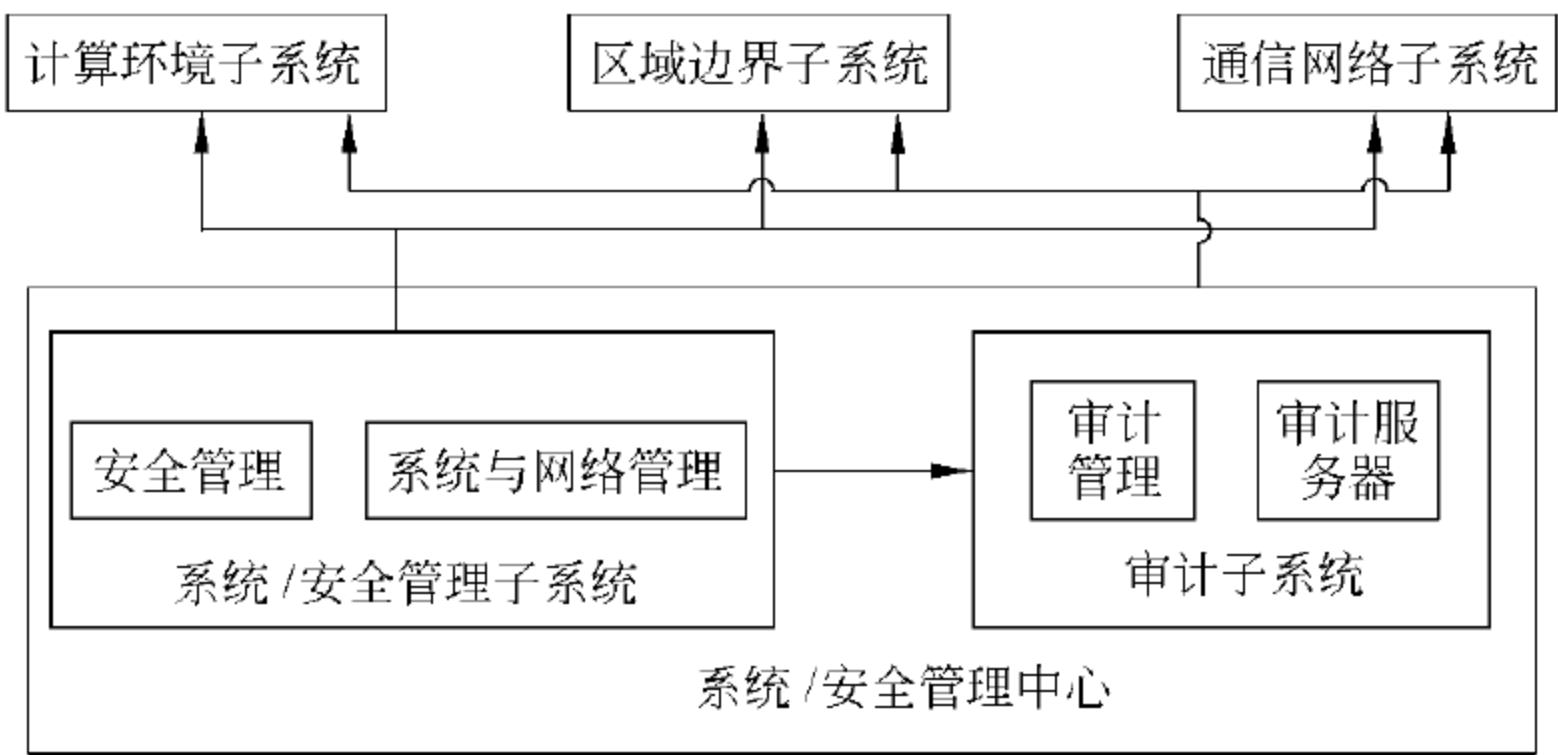 计算环境子系统
区域边界子系统
通信网络子系统
安全管理
系统与网络管理
系统/安全管理子系统
审计
管理
审计服
务器
审计子系统
系统/安全管理中心